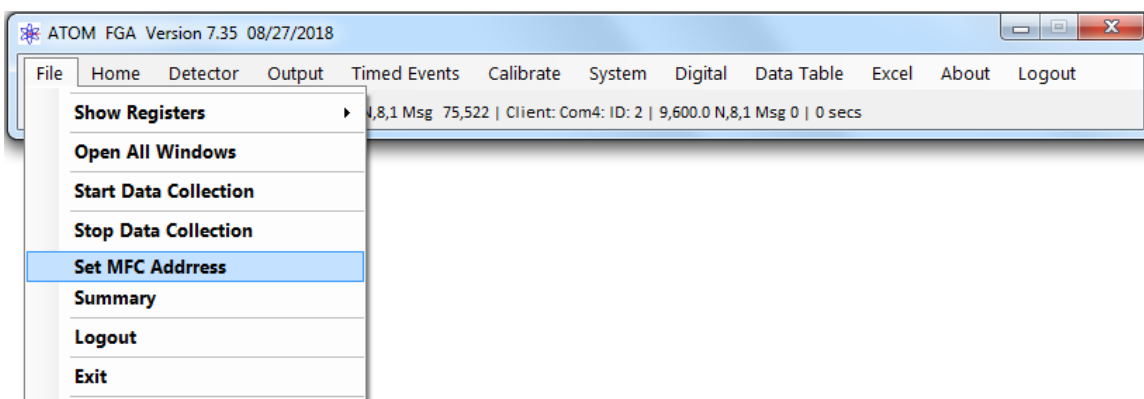 ATOM FGA Version 7.35 08/27/2018
File Home Detector Output Timed Events Calibrate System Digital Data Table Excel About Logout
N,8,1 Msg 75,522 | Client: Com4: ID: 2 | 9,600.0 N,8,1 Msg 0 | 0 secs
Show Registers
Open All Windows
Start Data Collection
Stop Data Collection
Set MFC Addrress
Summary
Logout
Exit